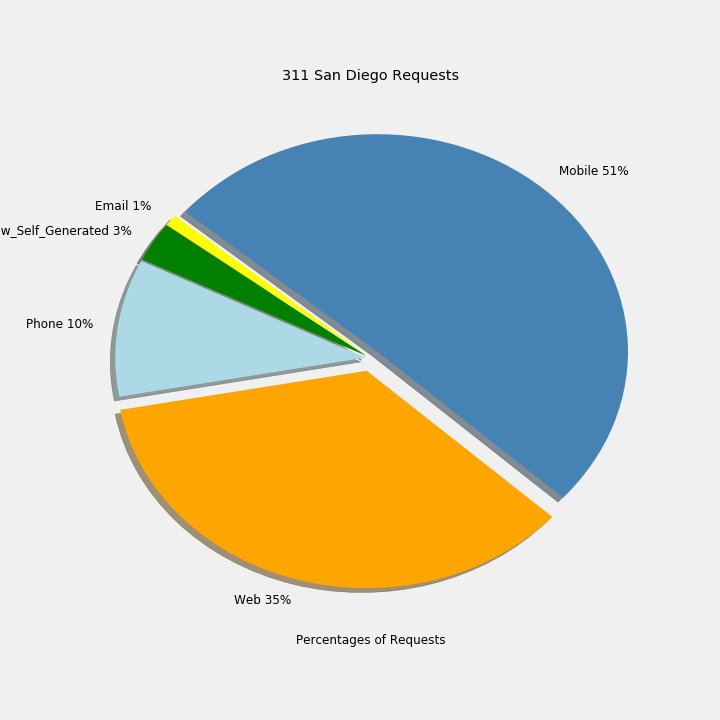 311 San Diego Requests
Mobile 51%
Email 1%
w_Self_Generated 3%
Phone 10%
Web 35%
Percentages of Requests